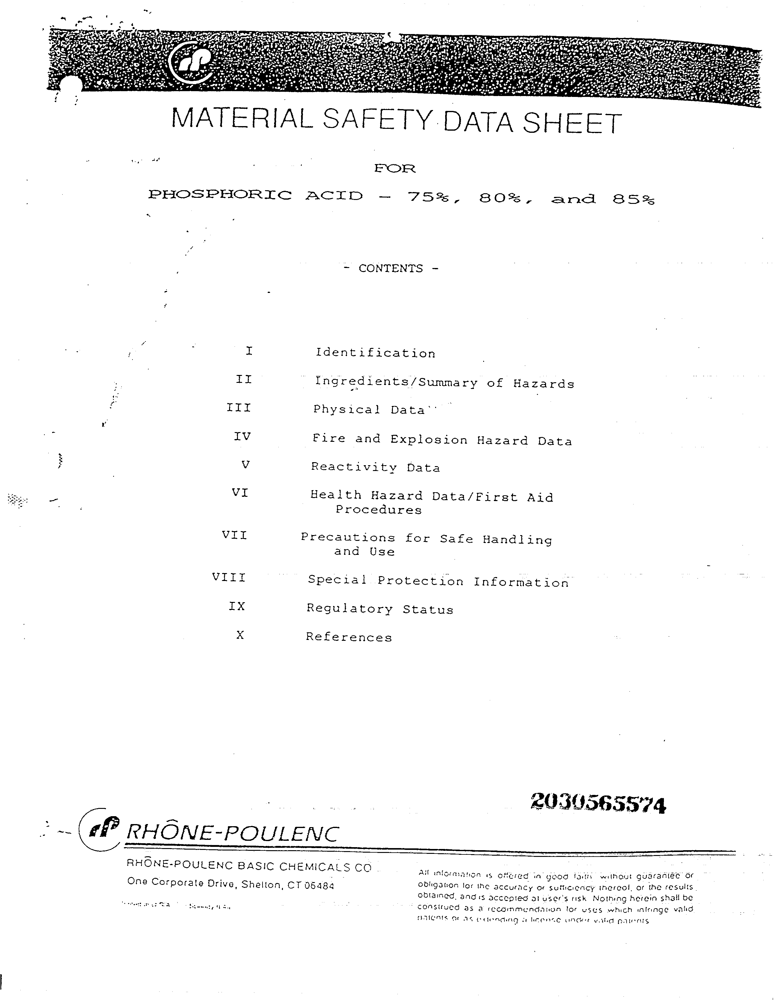 MATERIAL SAFETY DATA SHEET
FOR
PHOSPHORIC ACID – 75%, 80%, and 85%
- CONTENTS -
I Identification
II Ingredients/Summary of Hazards
III Physical Data
IV Fire and Explosion Hazard Data
V Reactivity Data
VI Health Hazard Data/First Aid
Procedures
VII Precautions for Safe Handling
and Use
VIII Special Protection Information
IX Regulatory Status
X References
2030565574
rp RHÔNE-POULENC
RHÔNE-POULENC BASIC CHEMICALS CO
One Corporate Drive, Shelton, CT 06484
All information is offered in good faith without guarantee or
obligation for the accuracy or sufficiency thereof, or the results
obtained, and is accepted at user's risk. Nothing herein shall be
construed as a recommendation for uses which infringe valid
patents or as extending a license under valid patents